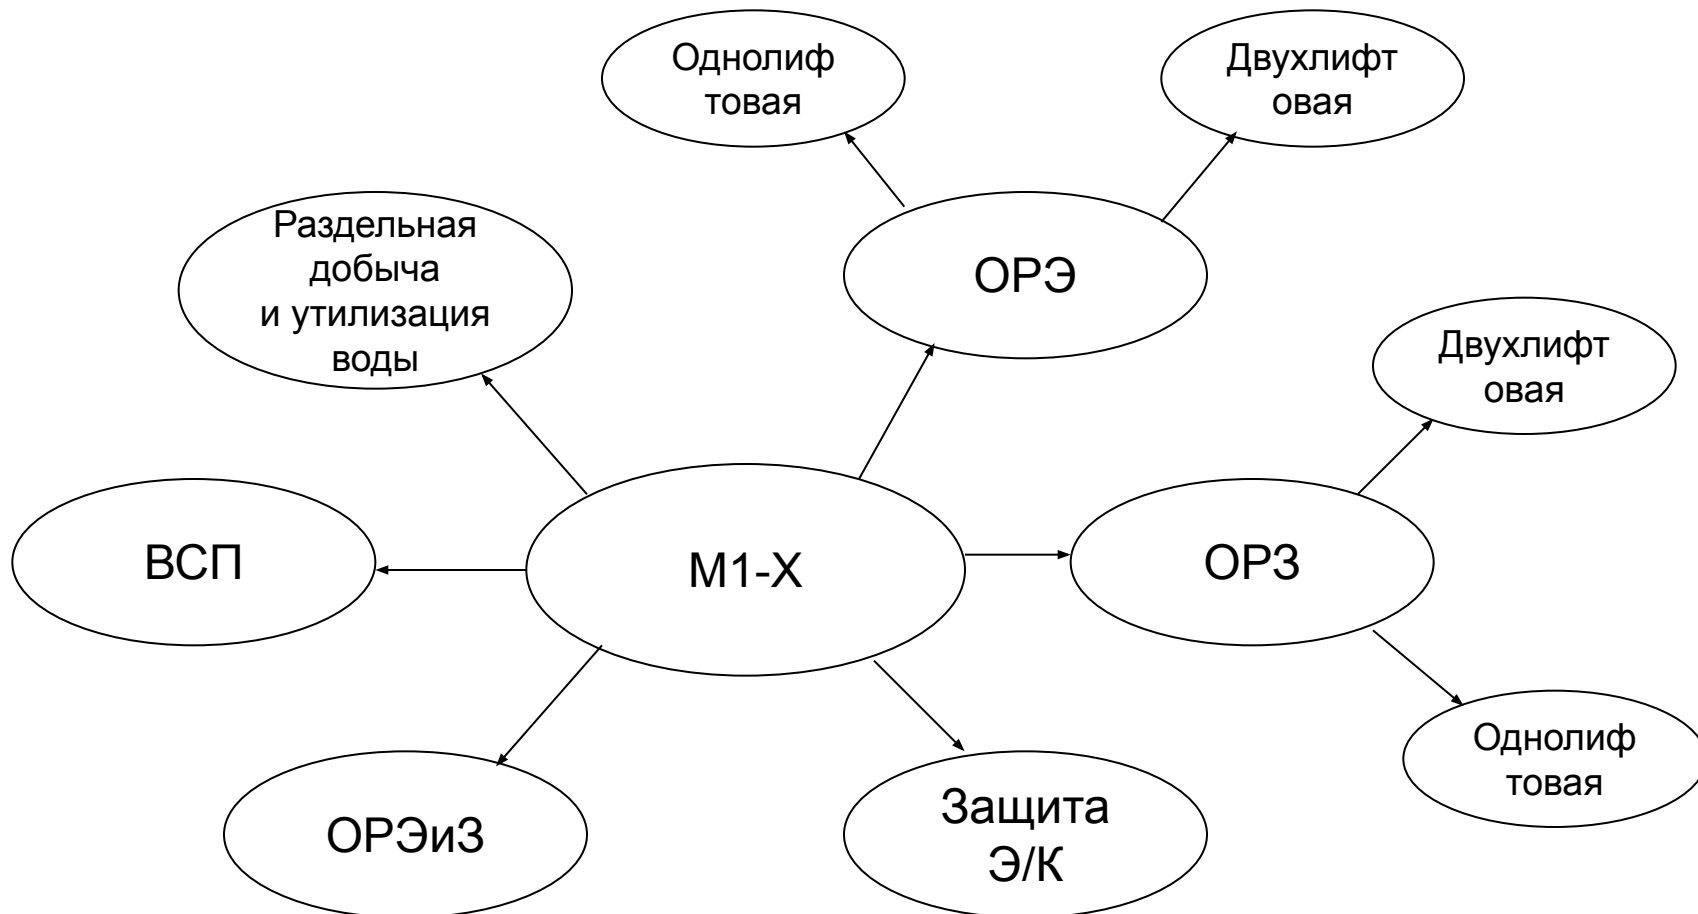 Однолиф
товая
Двухлифт
овая
Раздельная
добыча
и утилизация
воды
ОРЭ
Двухлифт
овая
ВСП
М1-Х
ОРЗ
Однолиф
товая
ОРЭиЗ
Защита
Э/К